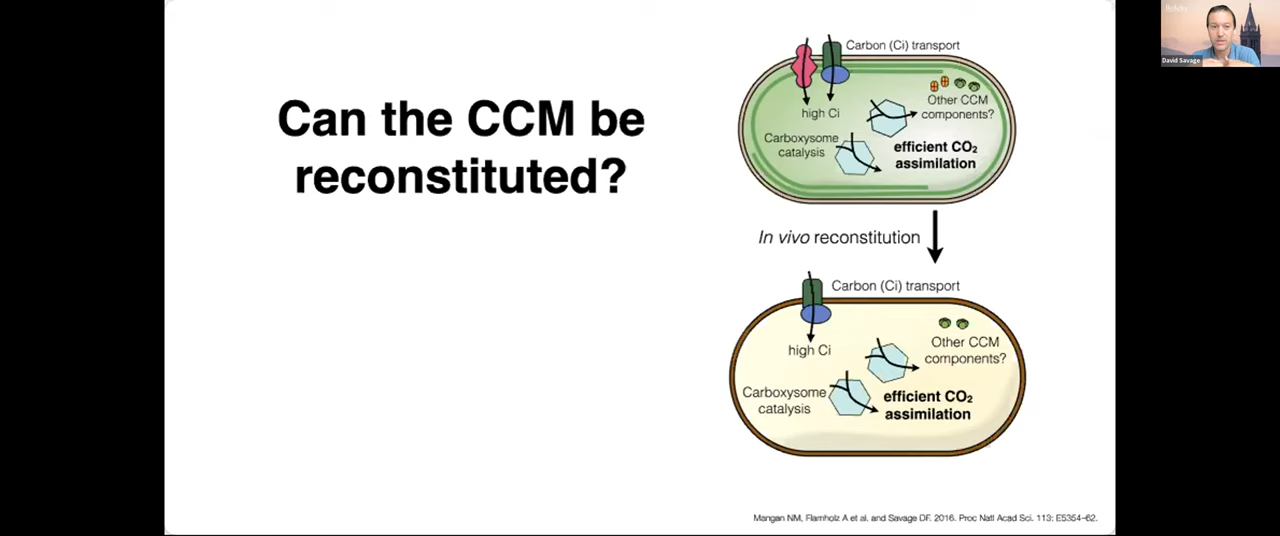 Can the CCM be
reconstituted?
Carbon (Ci) transport
high Ci
Other CCM
components?
Carboxysome
catalysis
efficient CO₂
assimilation
In vivo reconstitution
Carbon (Ci) transport
high Ci
Other CCM
components?
Carboxysome
catalysis
efficient CO₂
assimilation
Mangan NM, Flamholz A et al. and Savage DF. 2016. Proc Natl Acad Sci. 113: E5354–62.
David Savage